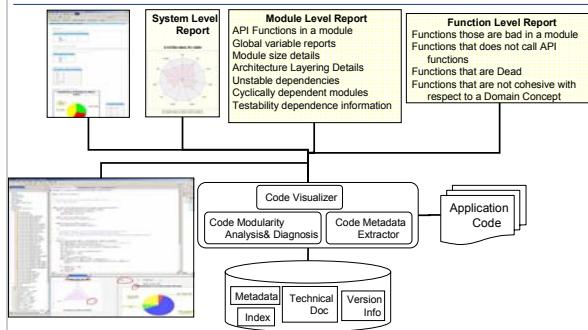 System Level
Report
Module Level Report
API Functions in a module
Global variable reports
Module size details
Architecture Layering Details
Unstable dependencies
Cyclically dependent modules
Testability dependence information
Function Level Report
Functions those are bad in a module
Functions that does not call API
functions
Functions that are Dead
Functions that are not cohesive with
respect to a Domain Concept
Code Visualizer
Code Modularity
Analysis& Diagnosis
Code Metadata
Extractor
Application
Code
Metadata
Index
Technical
Doc
Version
Info